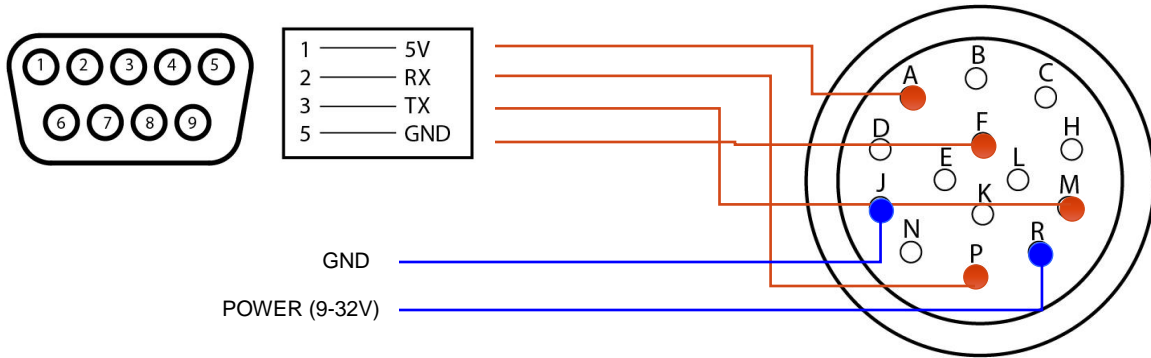 1 2 3 4 5
6 7 8 9
1 5V
2 RX
3 TX
5 GND
B
A C
F
D H
E L
J K M
N R
P
GND
POWER (9-32V)